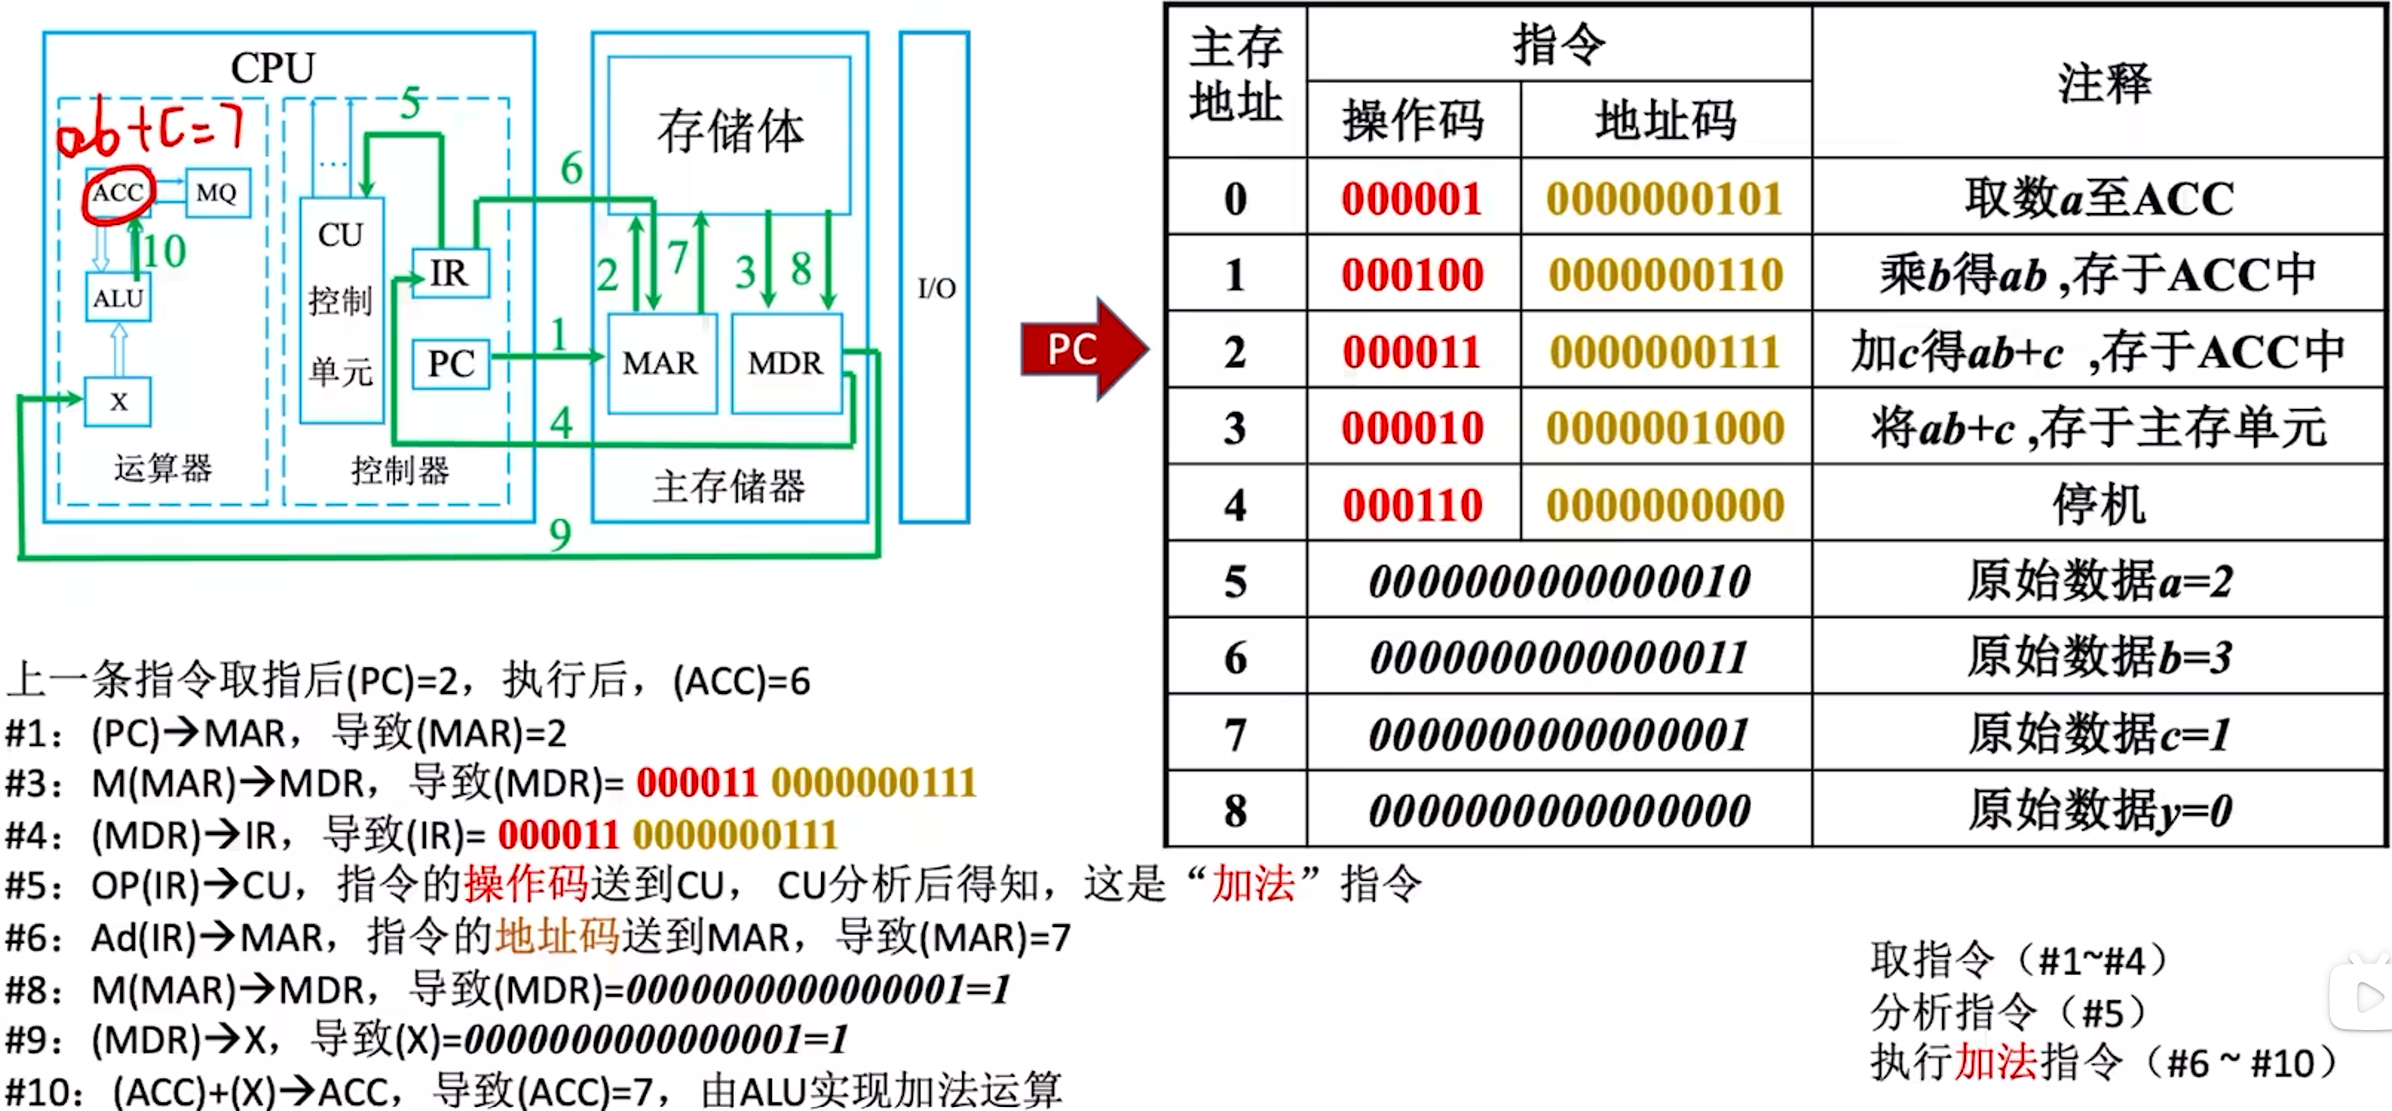 CPU
ab+c=7
ACC
MQ
10
ALU
X
运算器
5
...
CU
控制
单元
IR
PC
控制器
6
1
4
9
存储体
2
7
3
8
MAR
MDR
主存储器
I/O
PC
主存地址 指令 注释
操作码 地址码
0 000001 0000000101 取数a至ACC
1 000100 0000000110 乘b得ab ,存于ACC中
2 000011 0000000111 加c得ab+c ,存于ACC中
3 000010 0000001000 将ab+c ,存于主存单元
4 000110 0000000000 停机
5 0000000000000010 原始数据a=2
6 0000000000000011 原始数据b=3
7 0000000000000001 原始数据c=1
8 0000000000000000 原始数据y=0
上一条指令取指后(PC)=2，执行后，(ACC)=6
#1：(PC)→MAR，导致(MAR)=2
#3：M(MAR)→MDR，导致(MDR)= 000011 0000000111
#4：(MDR)→IR，导致(IR)= 000011 0000000111
#5：OP(IR)→CU，指令的操作码送到CU， CU分析后得知，这是“加法”指令
#6：Ad(IR)→MAR，指令的地址码送到MAR，导致(MAR)=7
#8：M(MAR)→MDR，导致(MDR)=0000000000000001=1
#9：(MDR)→X，导致(X)=0000000000000001=1
#10：(ACC)+(X)→ACC，导致(ACC)=7，由ALU实现加法运算
取指令（#1~#4）
分析指令（#5）
执行加法指令（#6 ~ #10）